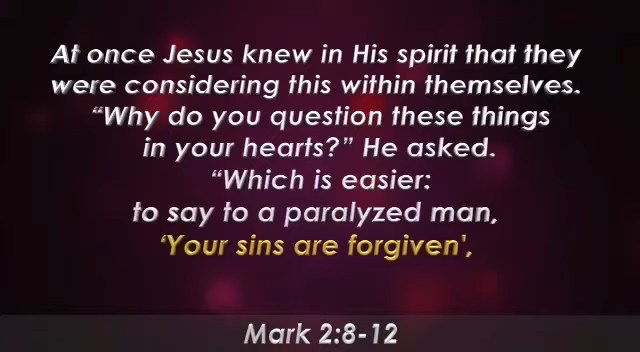 At once Jesus knew in His spirit that they
were considering this within themselves.
“Why do you question these things
in your hearts?” He asked.
“Which is easier:
to say to a paralyzed man,
‘Your sins are forgiven',
Mark 2:8-12